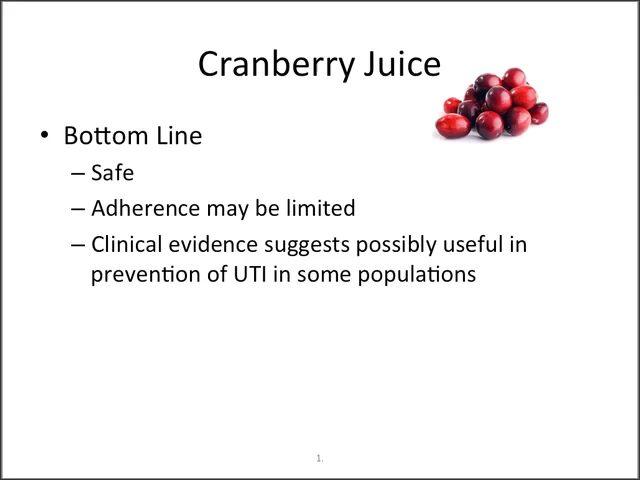 Cranberry Juice
• Bottom Line
– Safe
– Adherence may be limited
– Clinical evidence suggests possibly useful in
prevention of UTI in some populations
1.